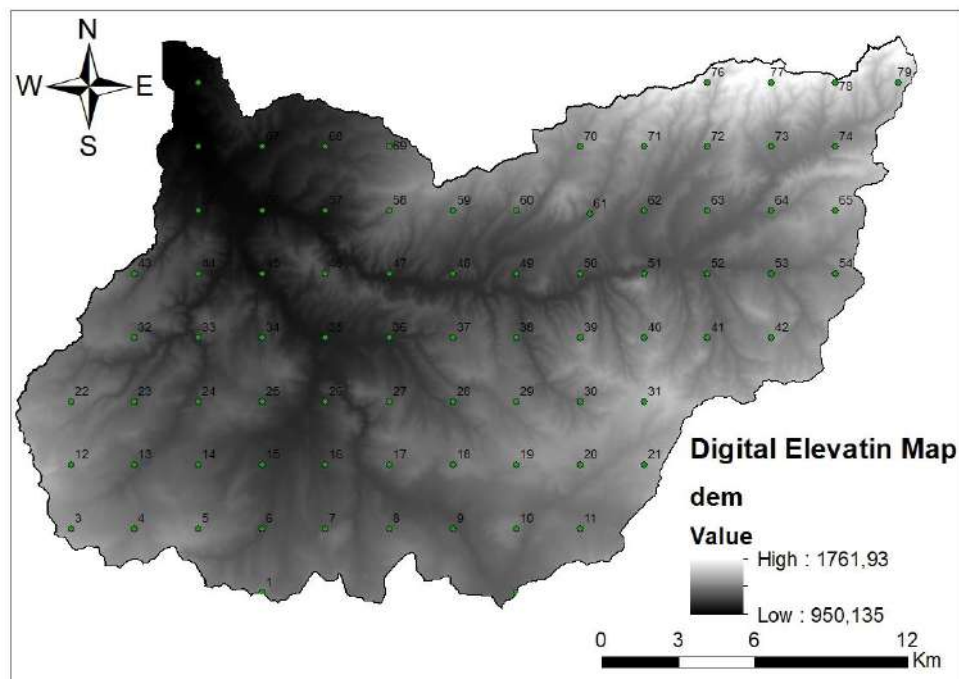 N
W E
S
76 77 78 79
67 68 69 70 71 72 73 74
56 57 58 59 60 61 62 63 64 65
43 44 45 46 47 48 49 50 51 52 53 54
32 33 34 35 36 37 38 39 40 41 42
22 23 24 25 26 27 28 29 30 31
12 13 14 15 16 17 18 19 20 21
3 4 5 6 7 8 9 10 11
1
Digital Elevatin Map
dem
Value
High : 1761,93
Low : 950,135
0 3 6 12
Km